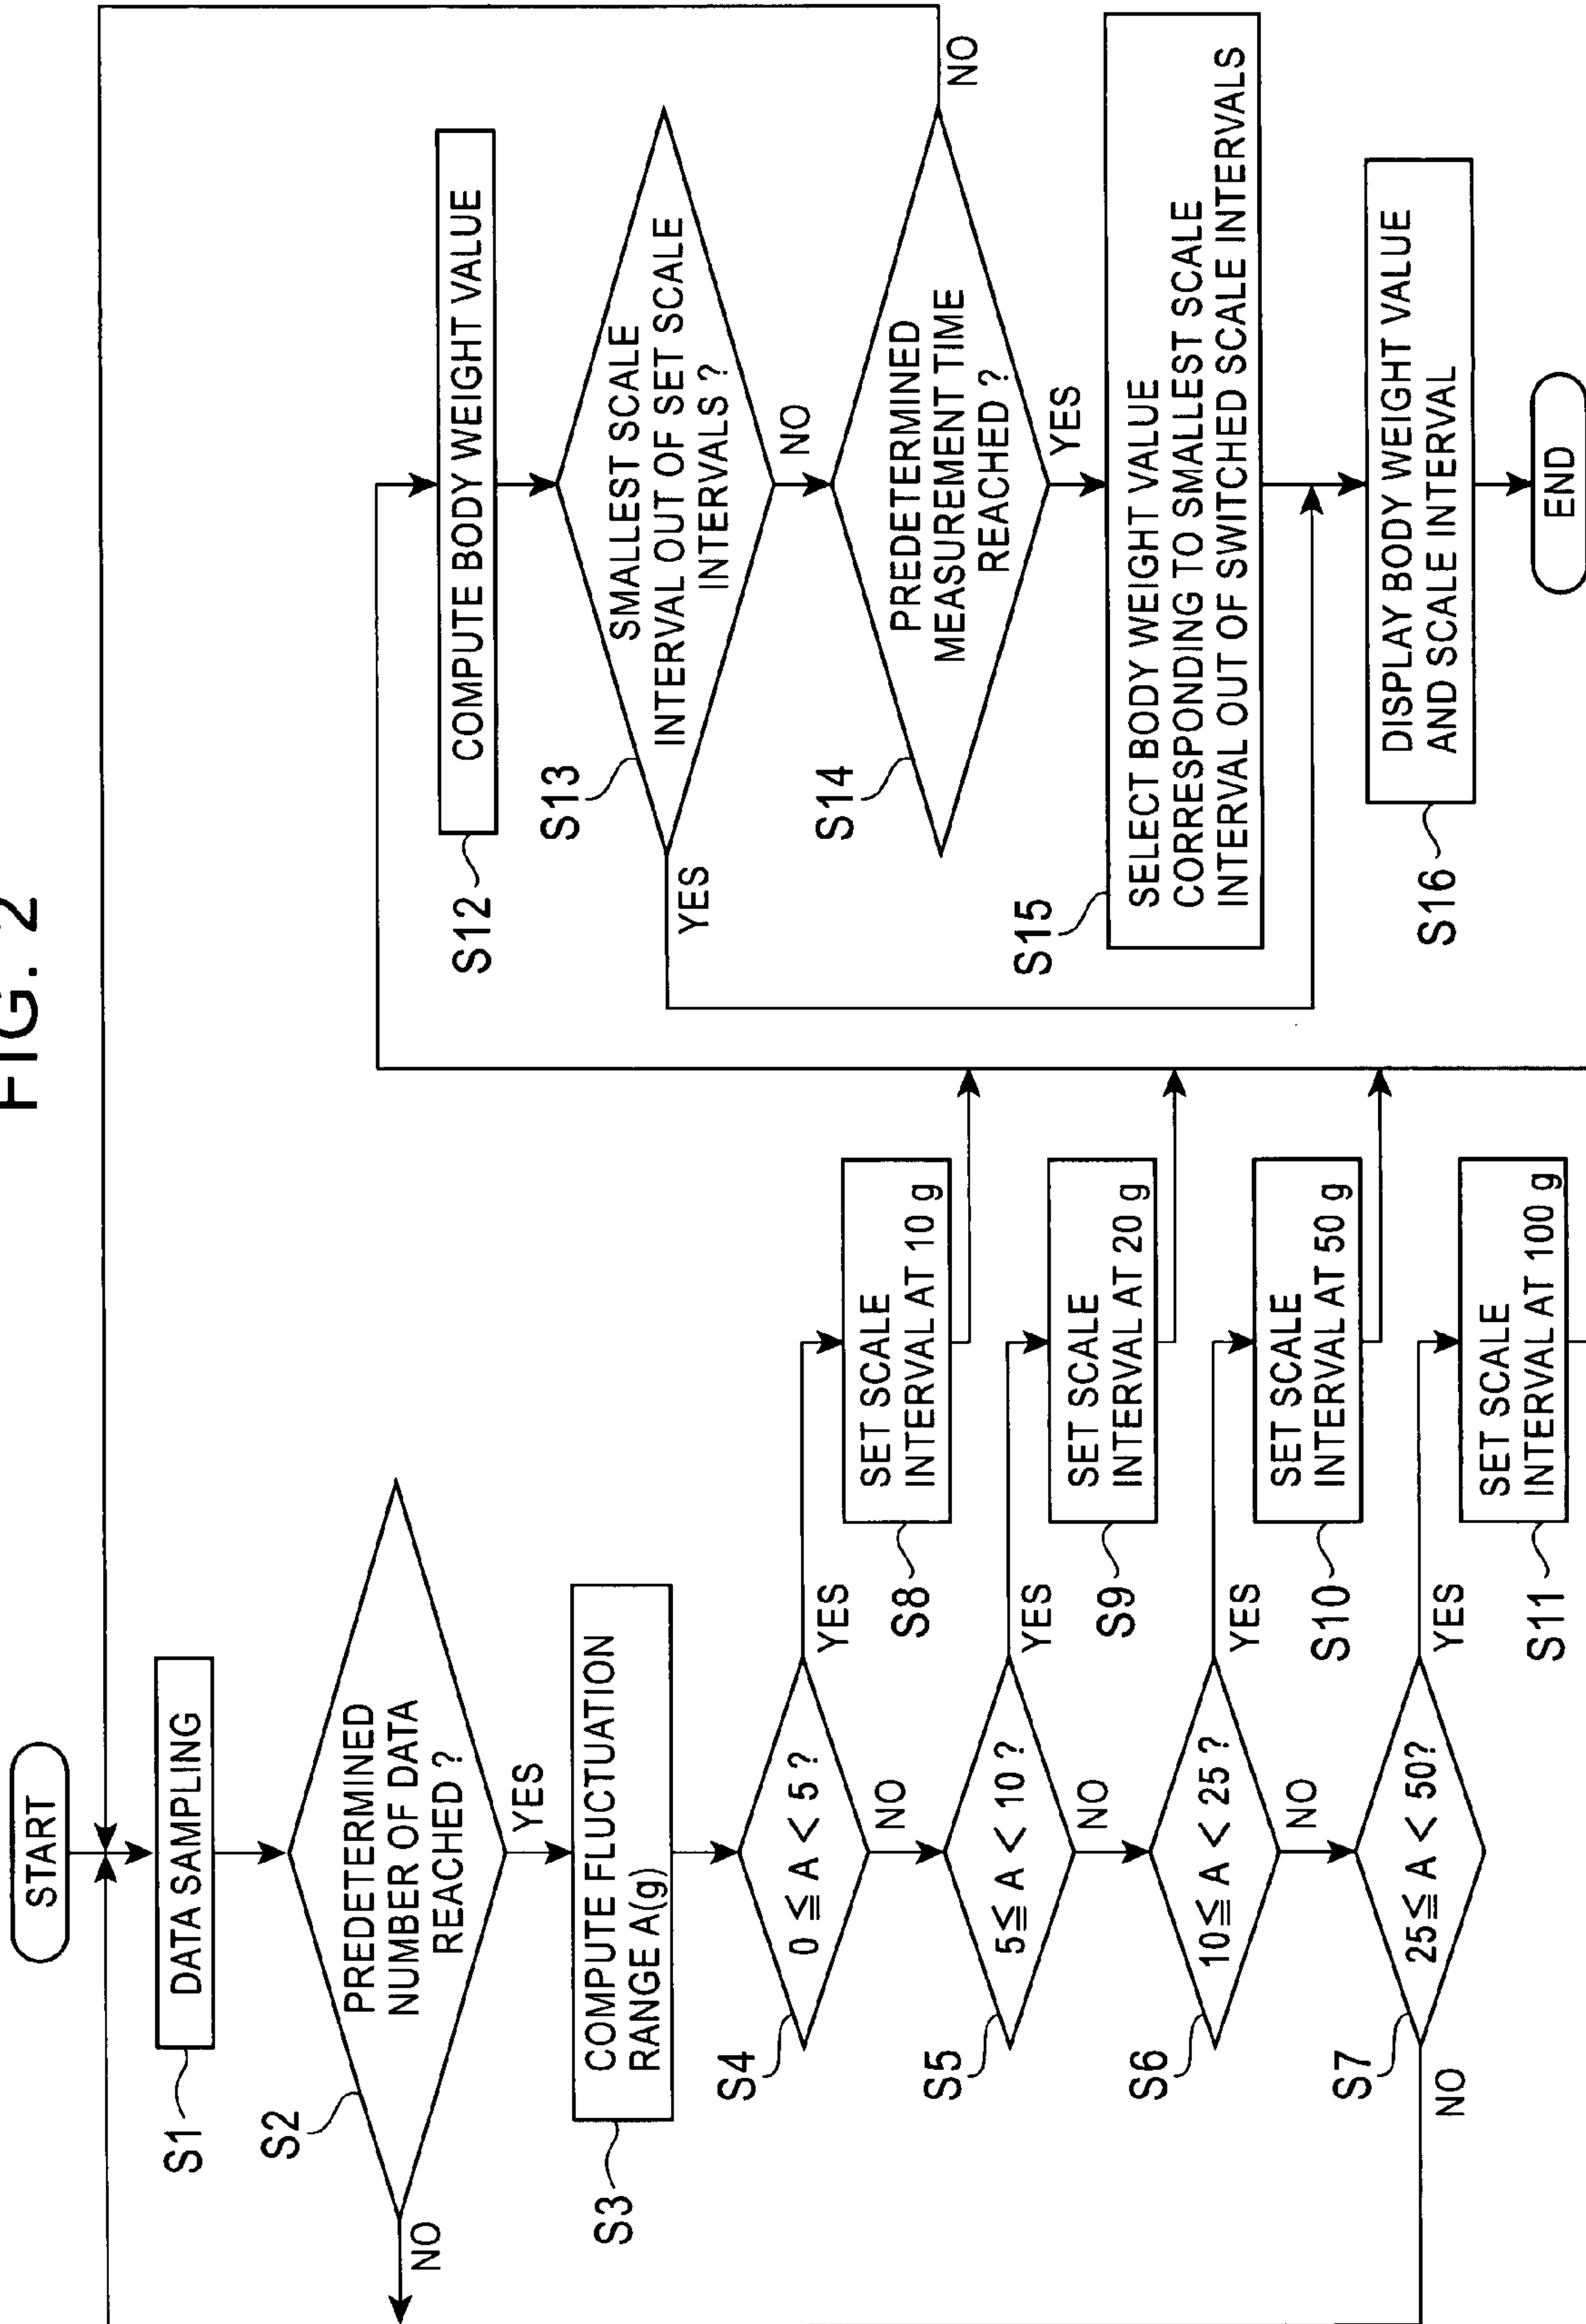 FIG. 2
START
S1
DATA SAMPLING
S2
PREDETERMINED
NUMBER OF DATA
REACHED ?
NO
YES
S3
COMPUTE FLUCTUATION
RANGE A(g)
S4
0 ≦ A < 5 ?
YES
NO
S8
SET SCALE
INTERVAL AT 10 g
S5
5≦ A < 10 ?
YES
NO
S9
SET SCALE
INTERVAL AT 20 g
S6
10≦ A < 25 ?
YES
NO
S10
SET SCALE
INTERVAL AT 50 g
S7
25≦ A < 50?
YES
NO
S11
SET SCALE
INTERVAL AT 100 g
S12
COMPUTE BODY WEIGHT VALUE
S13
SMALLEST SCALE
INTERVAL OUT OF SET SCALE
INTERVALS ?
YES
NO
S14
PREDETERMINED
MEASUREMENT TIME
REACHED ?
NO
YES
S15
SELECT BODY WEIGHT VALUE
CORRESPONDING TO SMALLEST SCALE
INTERVAL OUT OF SWITCHED SCALE INTERVALS
S16
DISPLAY BODY WEIGHT VALUE
AND SCALE INTERVAL
END